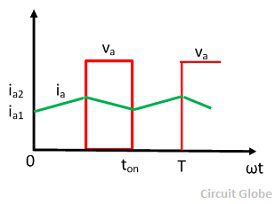 v_a
v_a
i_a2
i_a
i_a1
0
t_on
T
ωt
Circuit Globe